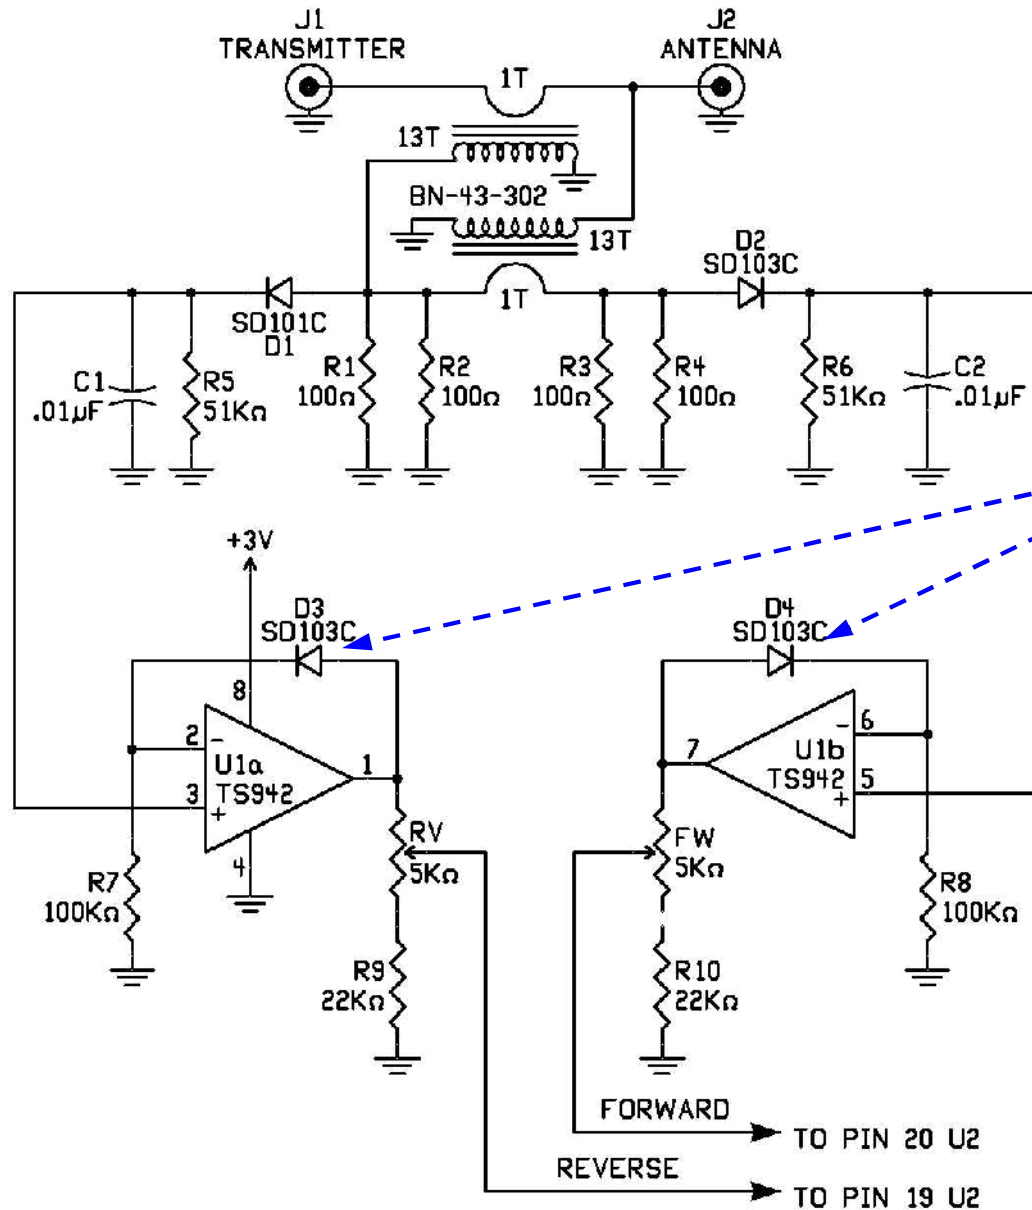 J1
TRANSMITTER
J2
ANTENNA
1T
13T
BN-43-302
13T
1T
D2
SD103C
SD101C
D1
C1
.01µF
R5
51KΩ
R1
100Ω
R2
100Ω
R3
100Ω
R4
100Ω
R6
51KΩ
C2
.01µF
+3V
D3
SD103C
D4
SD103C
8
2
-
U1a
TS942
3
+
1
4
7
-
6
U1b
TS942
5
+
RV
5KΩ
FW
5KΩ
R7
100KΩ
R8
100KΩ
R9
22KΩ
R10
22KΩ
FORWARD
TO PIN 20 U2
REVERSE
TO PIN 19 U2